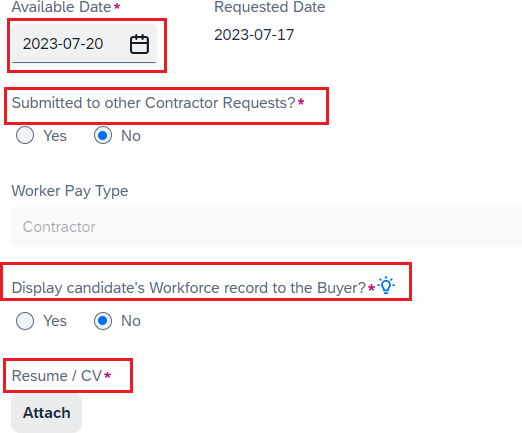 Available Date* Requested Date
2023-07-20 2023-07-17
Submitted to other Contractor Requests?*
Yes No
Worker Pay Type
Contractor
Display candidate's Workforce record to the Buyer?*
Yes No
Resume / CV*
Attach